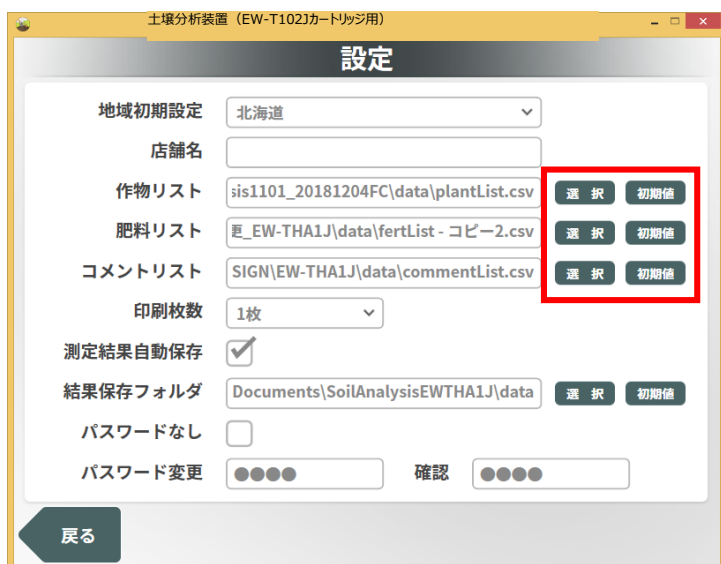 土壌分析装置（EW-T102Jカートリッジ用）
設定
地域初期設定 北海道
店舗名
作物リスト sis1101_20181204FC\data\plantList.csv 選 択 初期値
肥料リスト 更_EW-THA1J\data\fertList - コピー2.csv 選 択 初期値
コメントリスト SIGN\EW-THA1J\data\commentList.csv 選 択 初期値
印刷枚数 1枚
測定結果自動保存
結果保存フォルダ Documents\SoilAnalysisEWTHA1J\data 選 択 初期値
パスワードなし
パスワード変更 ●●●● 確認 ●●●●
戻る